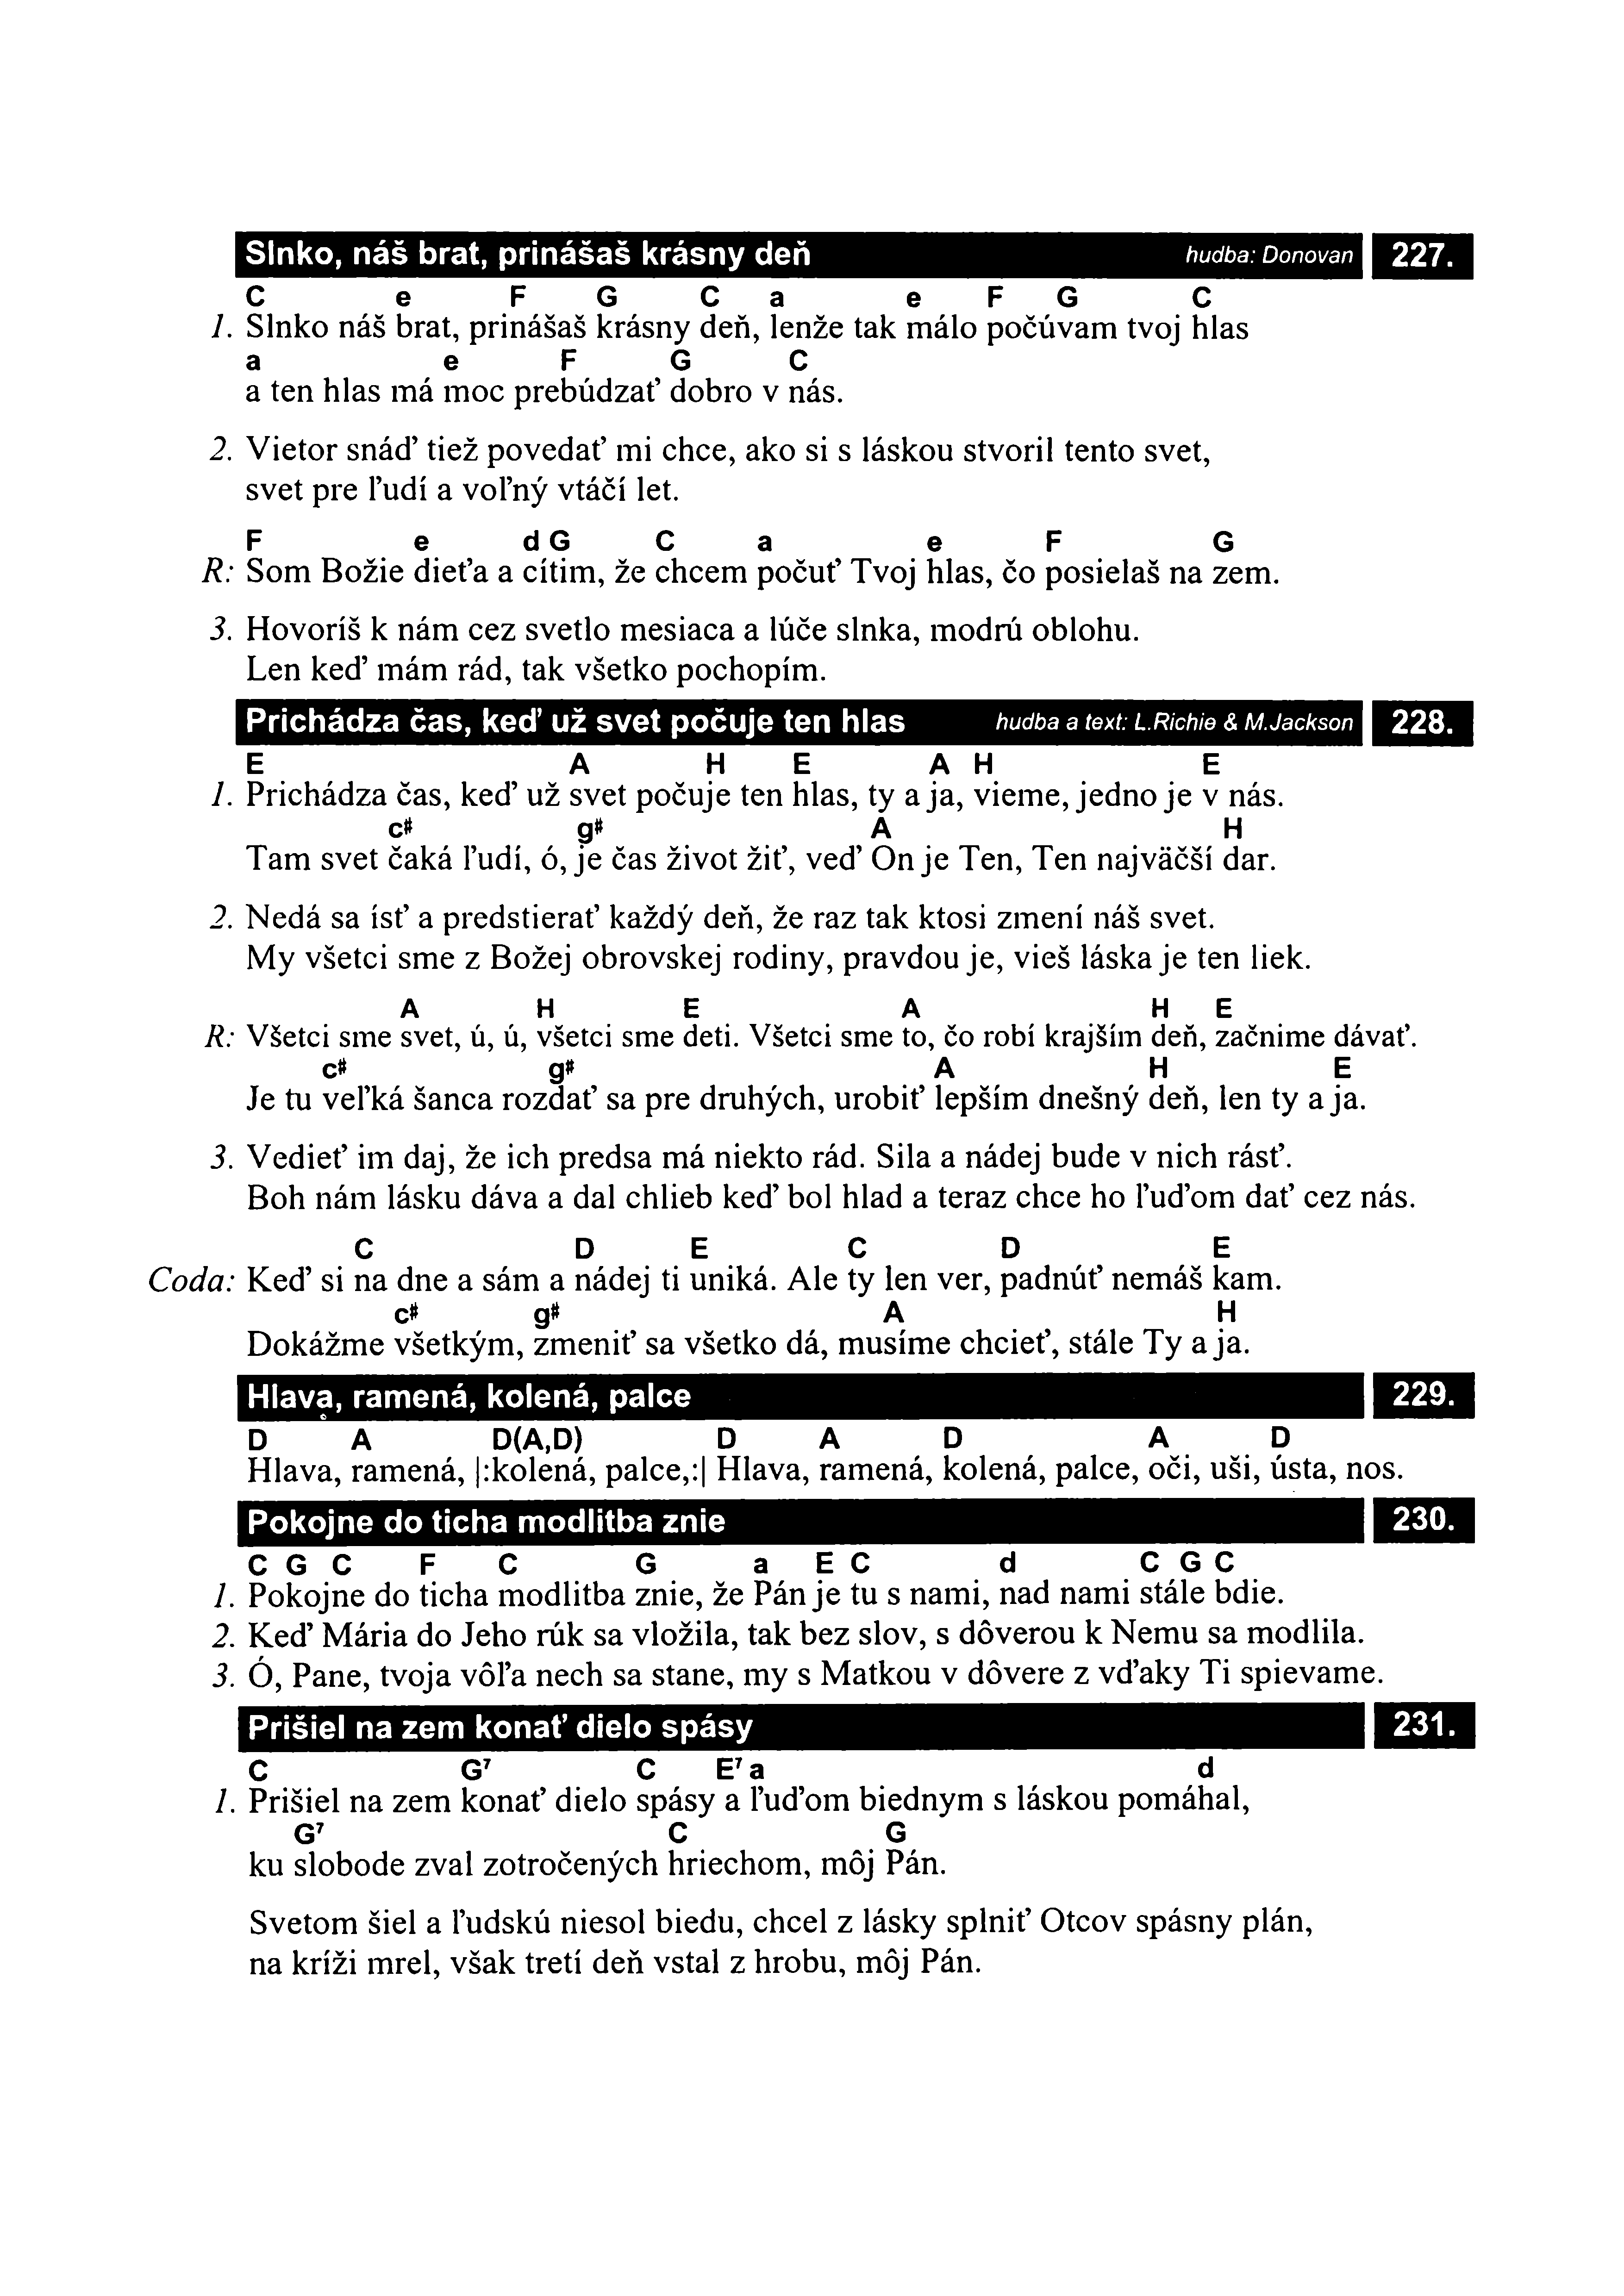 Slnko, náš brat, prinášaš krásny deň hudba: Donovan 227.
C e F G C a e F G C
1. Slnko náš brat, prinášaš krásny deň, lenže tak málo počúvam tvoj hlas
a e F G C
a ten hlas má moc prebúdzať dobro v nás.
2. Vietor snáď tiež povedať mi chce, ako si s láskou stvoril tento svet,
svet pre ľudí a voľný vtáčí let.
F e d G C a e F G
R: Som Božie dieťa a cítim, že chcem počuť Tvoj hlas, čo posielaš na zem.
3. Hovoríš k nám cez svetlo mesiaca a lúče slnka, modrú oblohu.
Len keď mám rád, tak všetko pochopím.
Prichádza čas, keď už svet počuje ten hlas hudba a text: L.Richie & M.Jackson 228.
E A H E A H E
1. Prichádza čas, keď už svet počuje ten hlas, ty a ja, vieme, jedno je v nás.
c# g# A H
Tam svet čaká ľudí, ó, je čas život žiť, veď On je Ten, Ten najväčší dar.
2. Nedá sa ísť a predstierať každý deň, že raz tak ktosi zmení náš svet.
My všetci sme z Božej obrovskej rodiny, pravdou je, vieš láska je ten liek.
A H E A H E
R: Všetci sme svet, ú, ú, všetci sme deti. Všetci sme to, čo robí krajším deň, začnime dávať.
c# g# A H E
Je tu veľká šanca rozdať sa pre druhých, urobiť lepším dnešný deň, len ty a ja.
3. Vedieť im daj, že ich predsa má niekto rád. Sila a nádej bude v nich rásť.
Boh nám lásku dáva a dal chlieb keď bol hlad a teraz chce ho ľuďom dať cez nás.
C D E C D E
Coda: Keď si na dne a sám a nádej ti uniká. Ale ty len ver, padnúť nemáš kam.
c# g# A H
Dokážme všetkým, zmeniť sa všetko dá, musíme chcieť, stále Ty a ja.
Hlava, ramená, kolená, palce 229.
D A D(A,D) D A D A D
Hlava, ramená, |:kolená, palce,:| Hlava, ramená, kolená, palce, oči, uši, ústa, nos.
Pokojne do ticha modlitba znie 230.
C G C F C G a E C d C G C
1. Pokojne do ticha modlitba znie, že Pán je tu s nami, nad nami stále bdie.
2. Keď Mária do Jeho rúk sa vložila, tak bez slov, s dôverou k Nemu sa modlila.
3. Ó, Pane, tvoja vôľa nech sa stane, my s Matkou v dôvere z vďaky Ti spievame.
Prišiel na zem konať dielo spásy 231.
C G⁷ C E⁷ a d
1. Prišiel na zem konať dielo spásy a ľuďom biednym s láskou pomáhal,
G⁷ C G
ku slobode zval zotročených hriechom, môj Pán.
Svetom šiel a ľudskú niesol biedu, chcel z lásky splniť Otcov spásny plán,
na kríži mrel, však tretí deň vstal z hrobu, môj Pán.